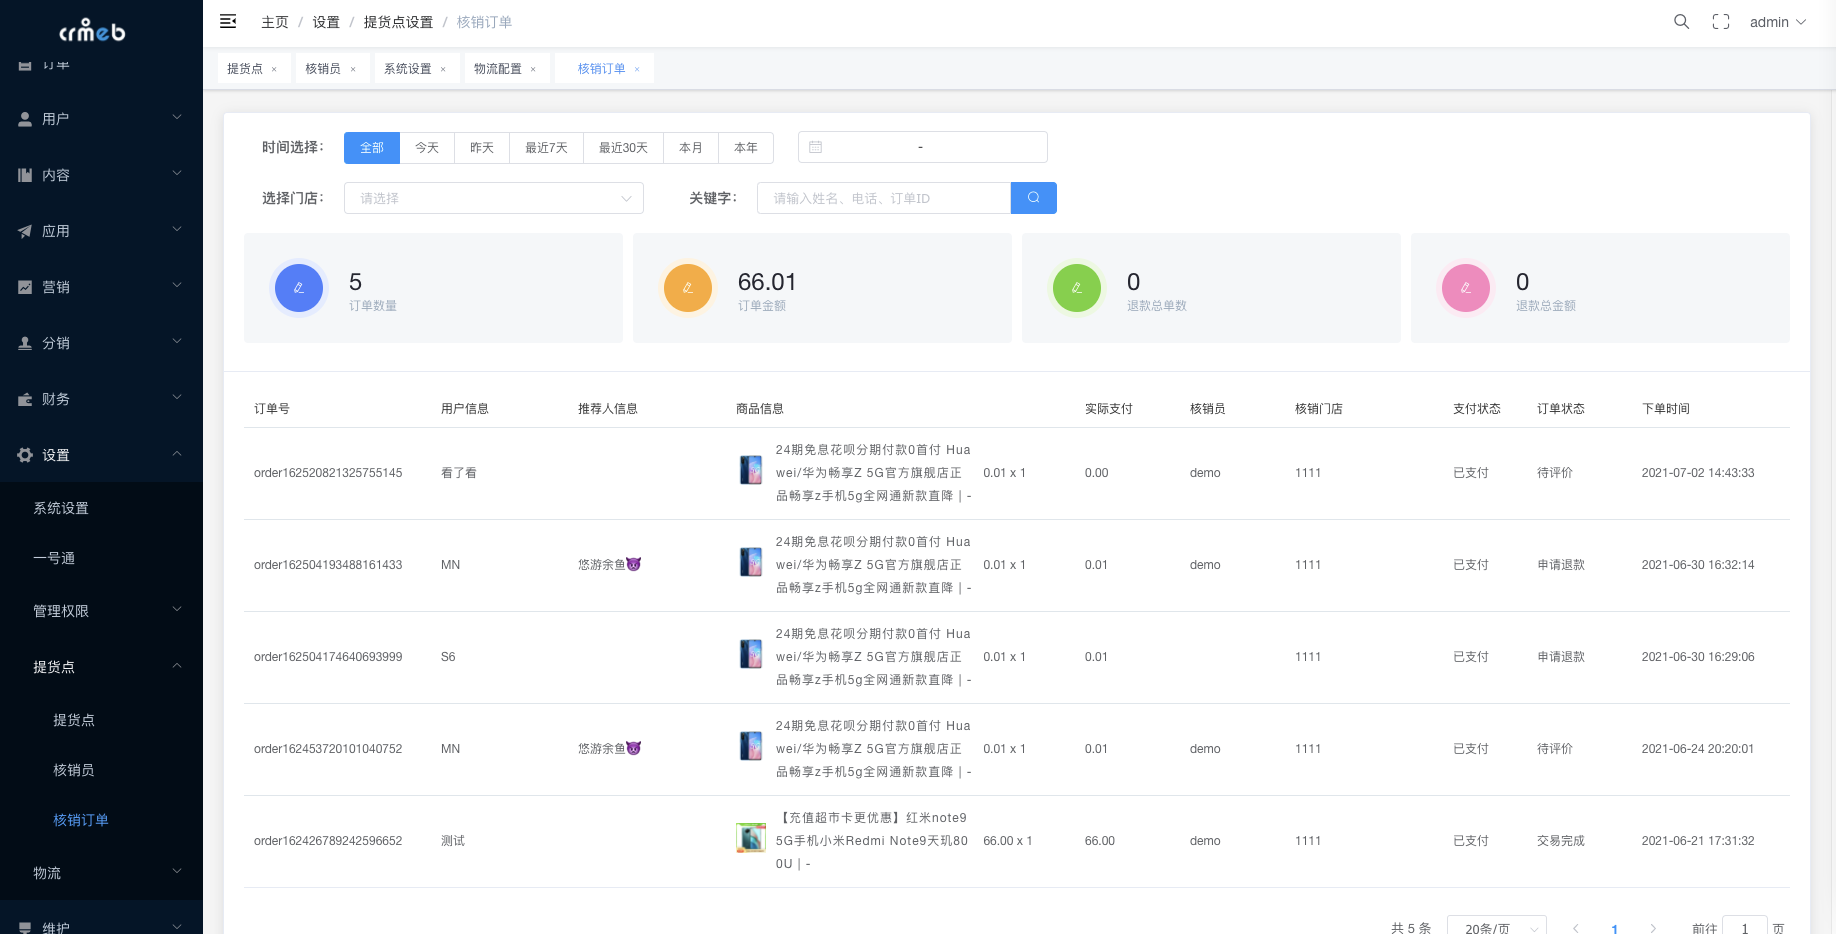 crmeb
主页 / 设置 / 提货点设置 / 核销订单
admin
提货点 × 核销员 × 系统设置 × 物流配置 × 核销订单 ×
订单
用户
内容
应用
营销
分销
财务
设置
系统设置
一号通
管理权限
提货点
提货点
核销员
核销订单
物流
维护
时间选择： 全部 今天 昨天 最近7天 最近30天 本月 本年 -
选择门店： 请选择 关键字： 请输入姓名、电话、订单ID
5
订单数量
66.01
订单金额
0
退款总单数
0
退款总金额
订单号 用户信息 推荐人信息 商品信息 实际支付 核销员 核销门店 支付状态 订单状态 下单时间
24期免息花呗分期付款0首付 Hua
order162520821325755145 看了看 wei/华为畅享Z 5G官方旗舰店正 0.01 x 1 0.00 demo 1111 已支付 待评价 2021-07-02 14:43:33
品畅享z手机5g全网通新款直降 | -
24期免息花呗分期付款0首付 Hua
order162504193488161433 MN 悠游余鱼👿 wei/华为畅享Z 5G官方旗舰店正 0.01 x 1 0.01 demo 1111 已支付 申请退款 2021-06-30 16:32:14
品畅享z手机5g全网通新款直降 | -
24期免息花呗分期付款0首付 Hua
order162504174640693999 S6 wei/华为畅享Z 5G官方旗舰店正 0.01 x 1 0.01 1111 已支付 申请退款 2021-06-30 16:29:06
品畅享z手机5g全网通新款直降 | -
24期免息花呗分期付款0首付 Hua
order162453720101040752 MN 悠游余鱼👿 wei/华为畅享Z 5G官方旗舰店正 0.01 x 1 0.01 demo 1111 已支付 待评价 2021-06-24 20:20:01
品畅享z手机5g全网通新款直降 | -
【充值超市卡更优惠】红米note9
order162426789242596652 测试 5G手机小米Redmi Note9天玑80 66.00 x 1 66.00 demo 1111 已支付 交易完成 2021-06-21 17:31:32
0U | -
共 5 条 20条/页 1 前往 1 页